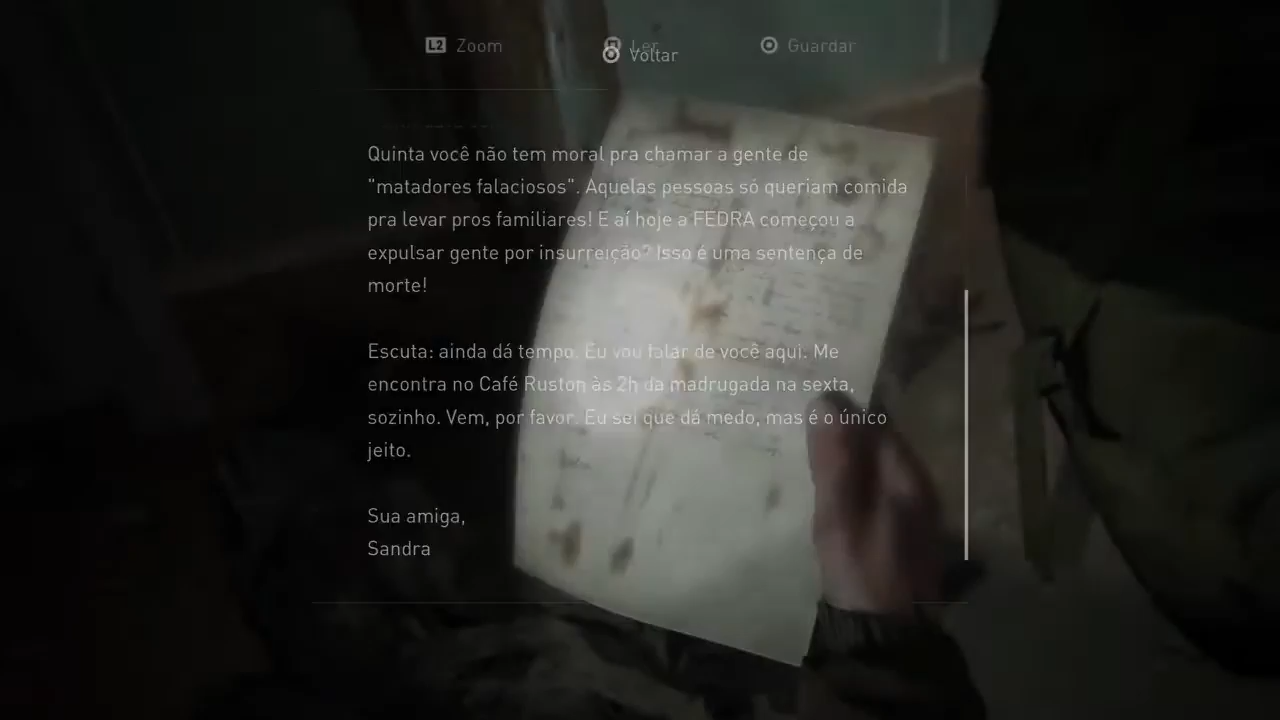 L2 Zoom
Ler
Guardar
Voltar
Quinta você não tem moral pra chamar a gente de
"matadores falaciosos". Aquelas pessoas só queriam comida
pra levar pros familiares! E aí hoje a FEDRA começou a
expulsar gente por insurreição? Isso é uma sentença de
morte!
Escuta: ainda dá tempo. Eu vou falar de você aqui. Me
encontra no Café Ruston às 2h da madrugada na sexta,
sozinho. Vem, por favor. Eu sei que dá medo, mas é o único
jeito.
Sua amiga,
Sandra